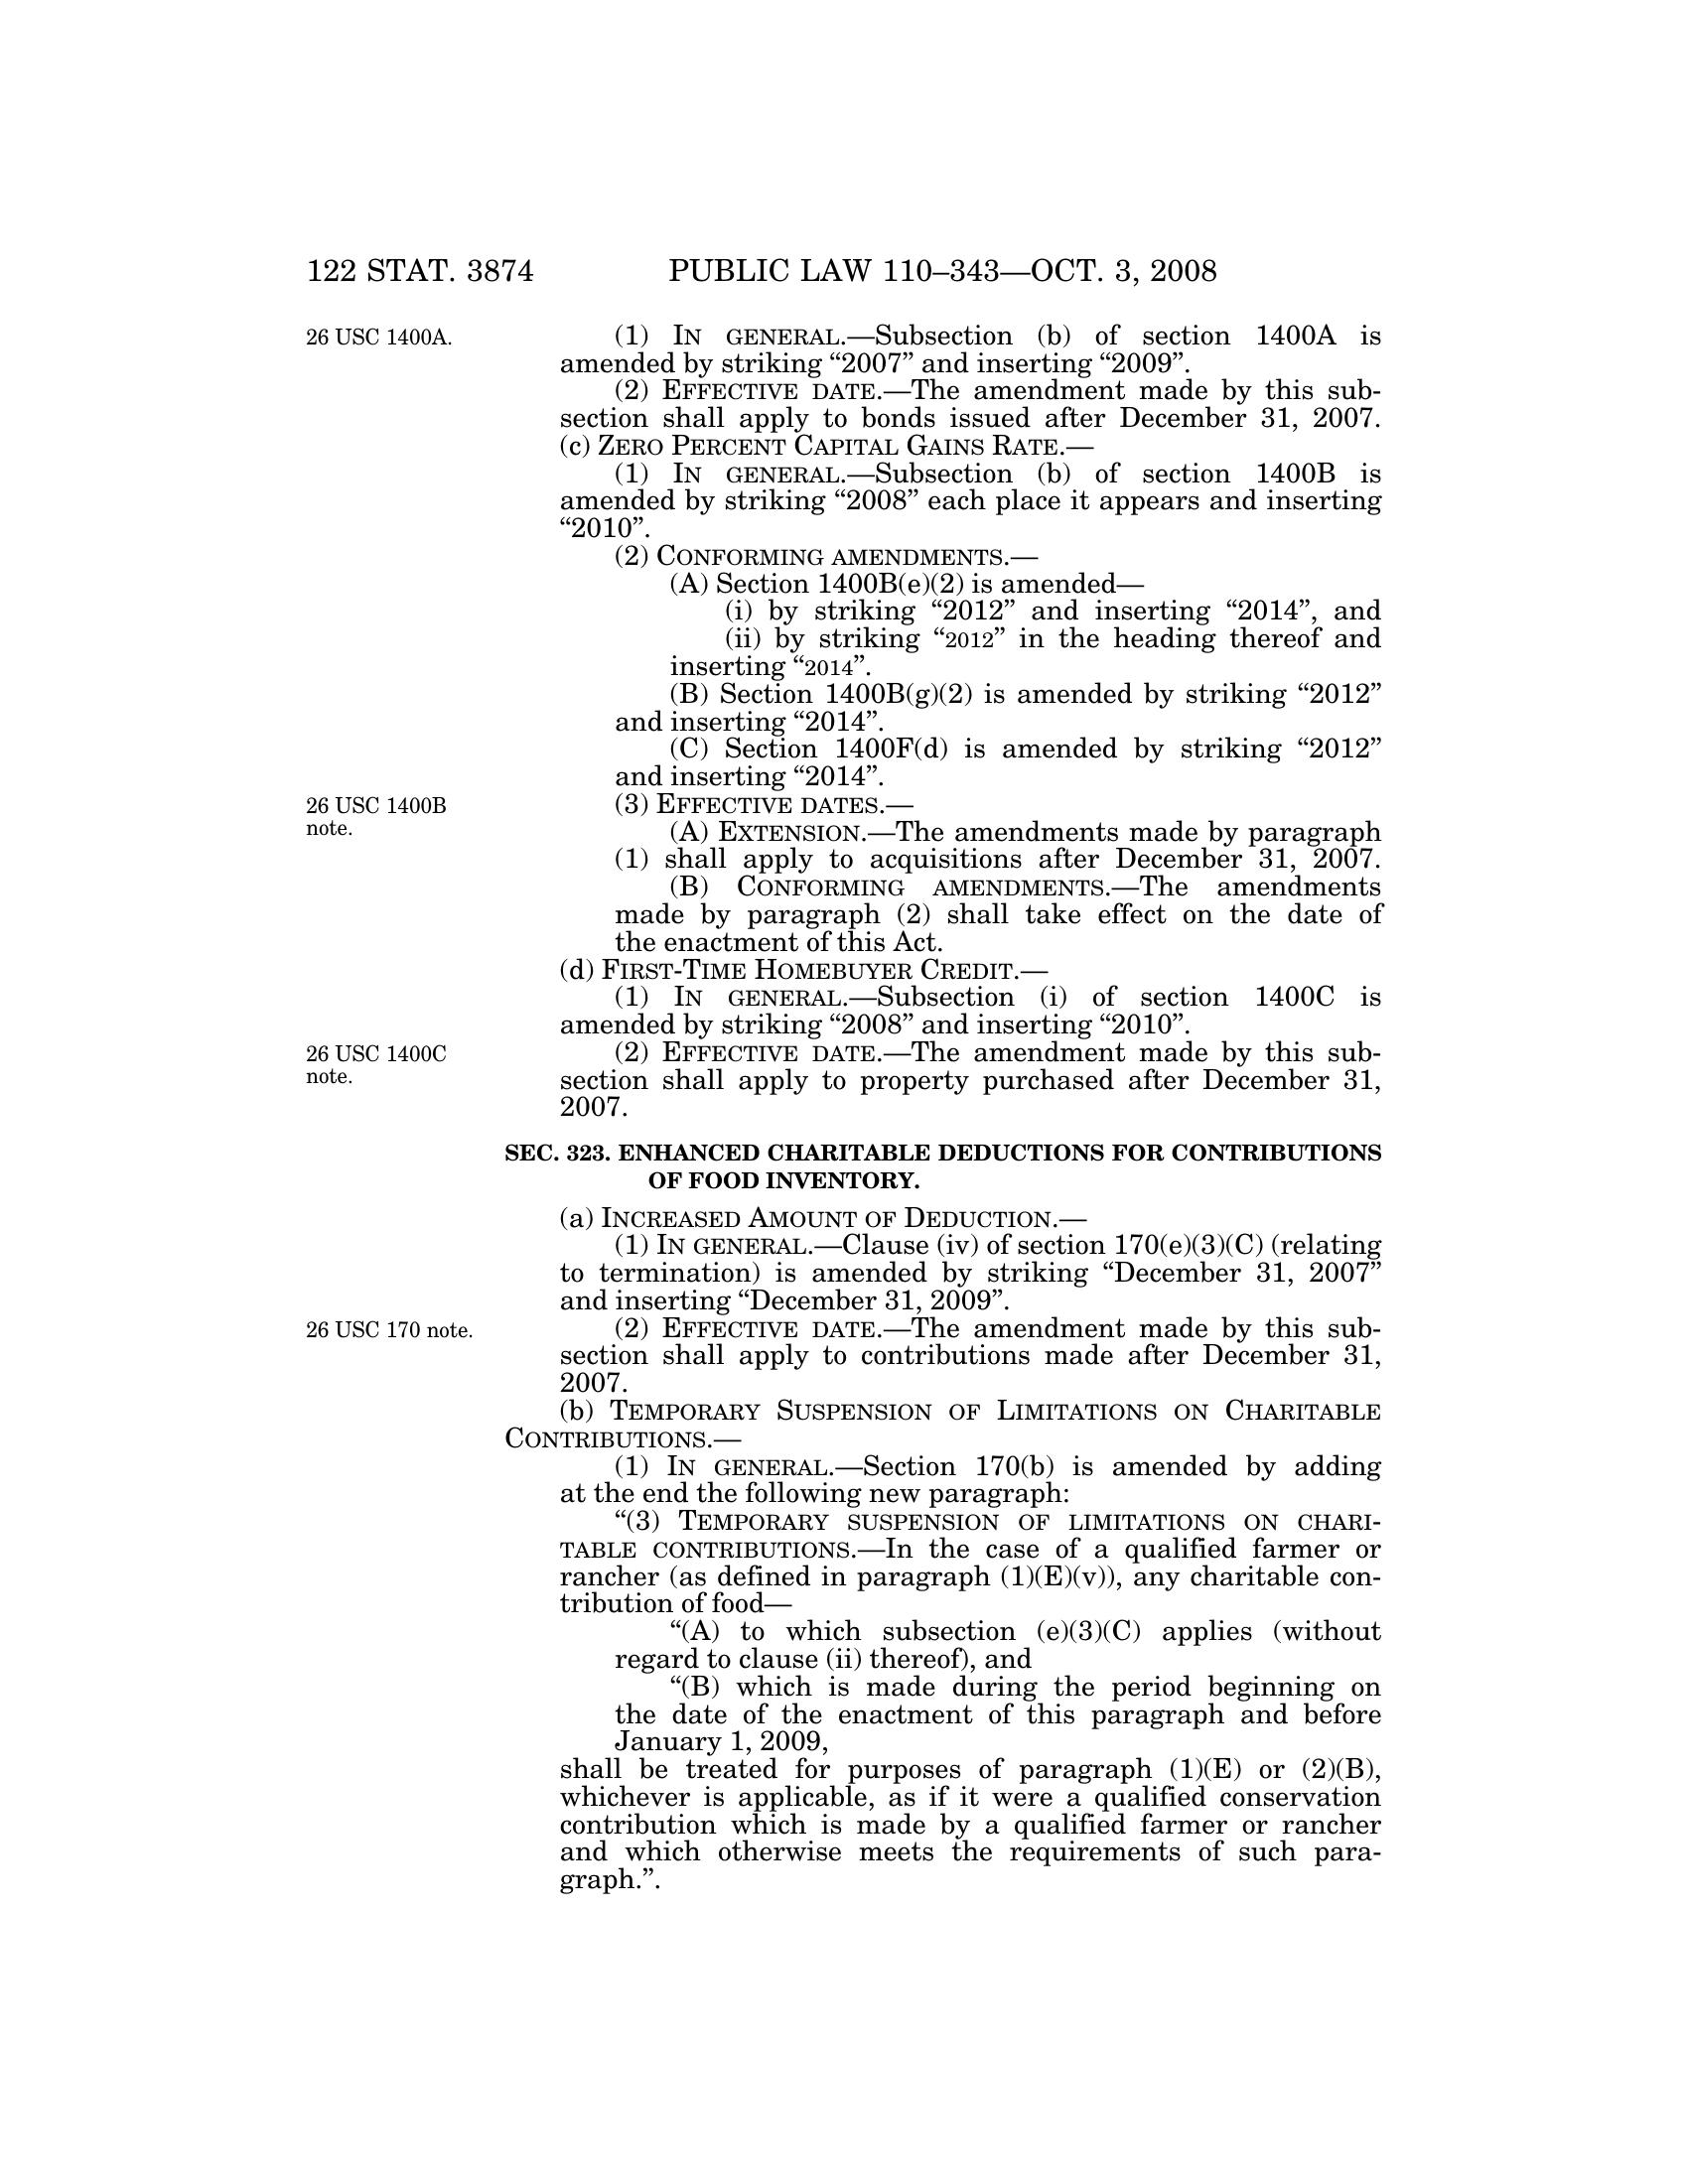 122 STAT. 3874 PUBLIC LAW 110–343—OCT. 3, 2008
26 USC 1400A.
(1) IN GENERAL.—Subsection (b) of section 1400A is
amended by striking “2007” and inserting “2009”.
(2) EFFECTIVE DATE.—The amendment made by this sub-
section shall apply to bonds issued after December 31, 2007.
(c) ZERO PERCENT CAPITAL GAINS RATE.—
(1) IN GENERAL.—Subsection (b) of section 1400B is
amended by striking “2008” each place it appears and inserting
“2010”.
(2) CONFORMING AMENDMENTS.—
(A) Section 1400B(e)(2) is amended—
(i) by striking “2012” and inserting “2014”, and
(ii) by striking “2012” in the heading thereof and
inserting “2014”.
(B) Section 1400B(g)(2) is amended by striking “2012”
and inserting “2014”.
(C) Section 1400F(d) is amended by striking “2012”
and inserting “2014”.
26 USC 1400B
note.
(3) EFFECTIVE DATES.—
(A) EXTENSION.—The amendments made by paragraph
(1) shall apply to acquisitions after December 31, 2007.
(B) CONFORMING AMENDMENTS.—The amendments
made by paragraph (2) shall take effect on the date of
the enactment of this Act.
(d) FIRST-TIME HOMEBUYER CREDIT.—
(1) IN GENERAL.—Subsection (i) of section 1400C is
amended by striking “2008” and inserting “2010”.
26 USC 1400C
note.
(2) EFFECTIVE DATE.—The amendment made by this sub-
section shall apply to property purchased after December 31,
2007.
SEC. 323. ENHANCED CHARITABLE DEDUCTIONS FOR CONTRIBUTIONS
OF FOOD INVENTORY.
(a) INCREASED AMOUNT OF DEDUCTION.—
(1) IN GENERAL.—Clause (iv) of section 170(e)(3)(C) (relating
to termination) is amended by striking “December 31, 2007”
and inserting “December 31, 2009”.
26 USC 170 note.
(2) EFFECTIVE DATE.—The amendment made by this sub-
section shall apply to contributions made after December 31,
2007.
(b) TEMPORARY SUSPENSION OF LIMITATIONS ON CHARITABLE
CONTRIBUTIONS.—
(1) IN GENERAL.—Section 170(b) is amended by adding
at the end the following new paragraph:
“(3) TEMPORARY SUSPENSION OF LIMITATIONS ON CHARI-
TABLE CONTRIBUTIONS.—In the case of a qualified farmer or
rancher (as defined in paragraph (1)(E)(v)), any charitable con-
tribution of food—
“(A) to which subsection (e)(3)(C) applies (without
regard to clause (ii) thereof), and
“(B) which is made during the period beginning on
the date of the enactment of this paragraph and before
January 1, 2009,
shall be treated for purposes of paragraph (1)(E) or (2)(B),
whichever is applicable, as if it were a qualified conservation
contribution which is made by a qualified farmer or rancher
and which otherwise meets the requirements of such para-
graph.”.